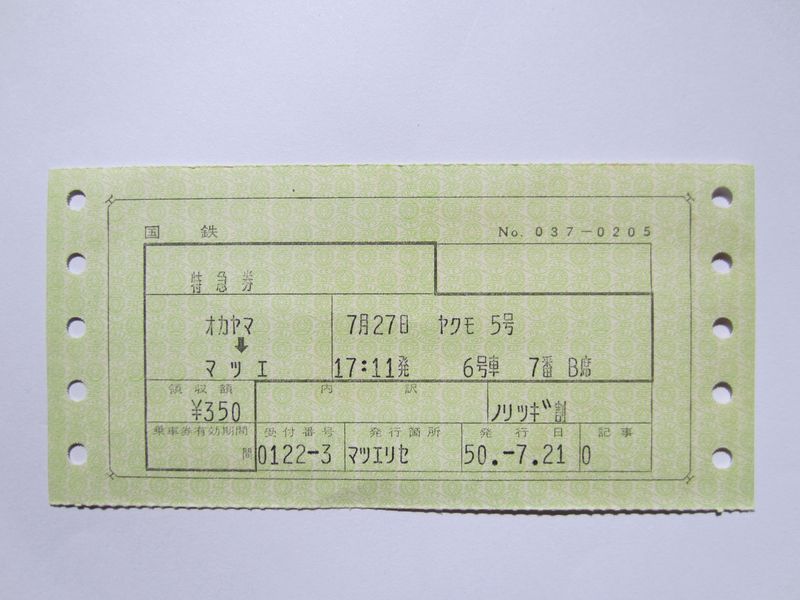 国鉄 No. 037-0205
特急券
オカヤマ 7月27日 ヤクモ 5号
⬇
マツエ 17:11発 6号車 7番 B席
領収額 内訳
¥350 ノリツギ割
乗車券有効期間 受付番号 発行箇所 発行日 記事
間 0122-3 マツエリセ 50.-7.21 0